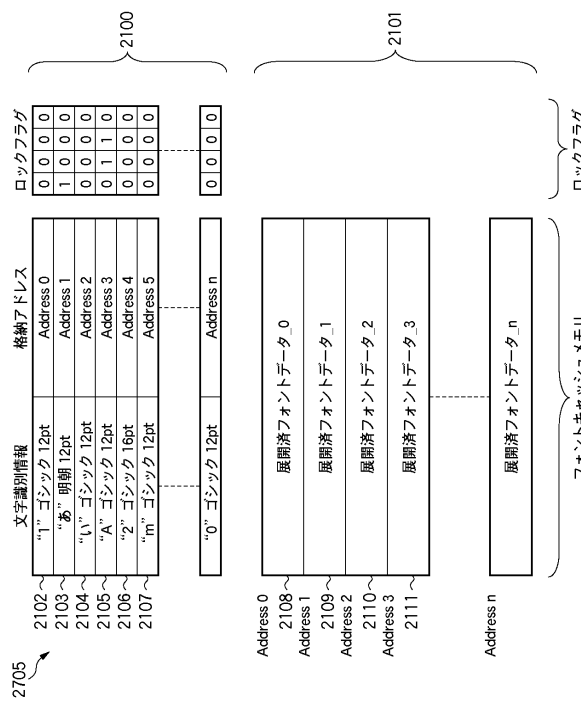 2705
文字識別情報 格納アドレス ロックフラグ
2102 “1” ゴシック 12pt Address 0 0 0 0 0
2103 “あ” 明朝 12pt Address 1 1 0 0 0
2104 “い” ゴシック 12pt Address 2 0 0 0 0
2105 “A” ゴシック 12pt Address 3 0 1 1 0
2106 “2” ゴシック 16pt Address 4 0 0 0 0
2107 “m” ゴシック 12pt Address 5 0 0 0 0
2100
“0” ゴシック 12pt Address n 0 0 0 0
Address 0
2108 展開済フォントデータ_0
Address 1
2109 展開済フォントデータ_1
Address 2
2110 展開済フォントデータ_2
Address 3
2111 展開済フォントデータ_3
2101
Address n
展開済フォントデータ_n
フォントキャッシュメモリ ロックフラグ